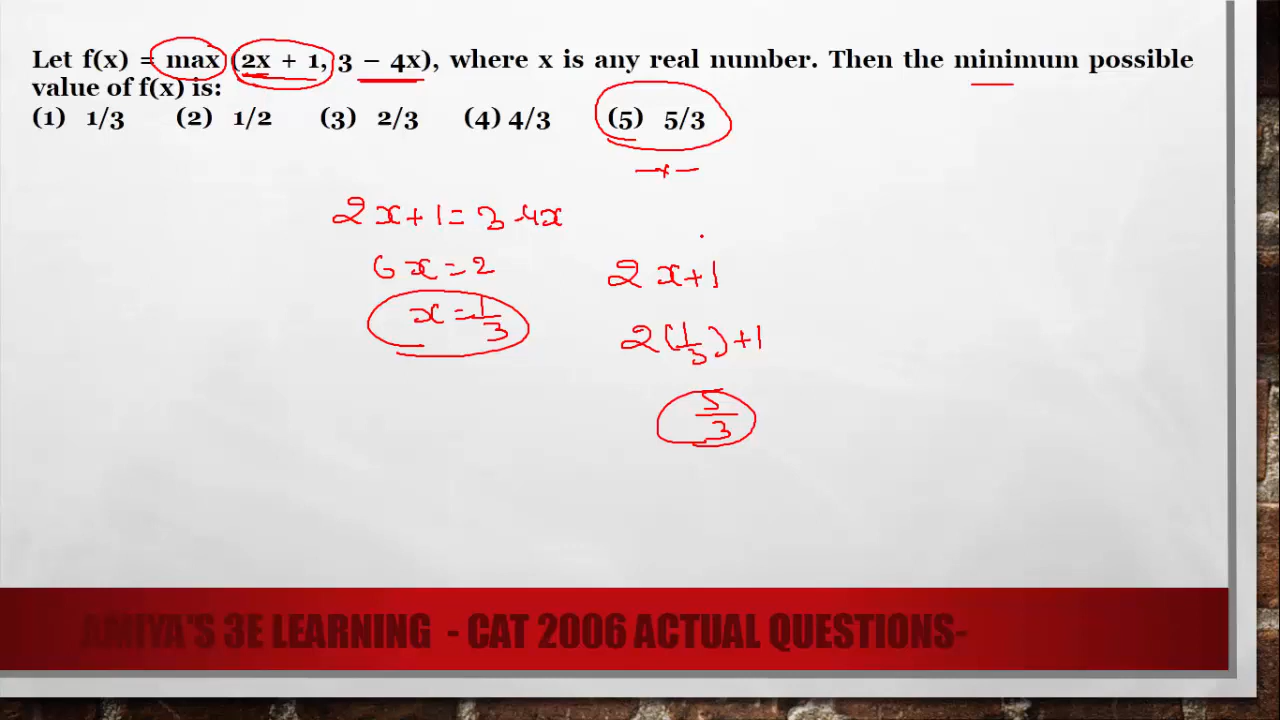 Let f(x) = max (2x + 1, 3 – 4x), where x is any real number. Then the minimum possible
value of f(x) is:
(1) 1/3 (2) 1/2 (3) 2/3 (4) 4/3 (5) 5/3
2x+1=3-4x
6x=2
x=1/3
2x+1
2(1/3)+1
5/3
AMIYA'S 3E LEARNING - CAT 2006 ACTUAL QUESTIONS-